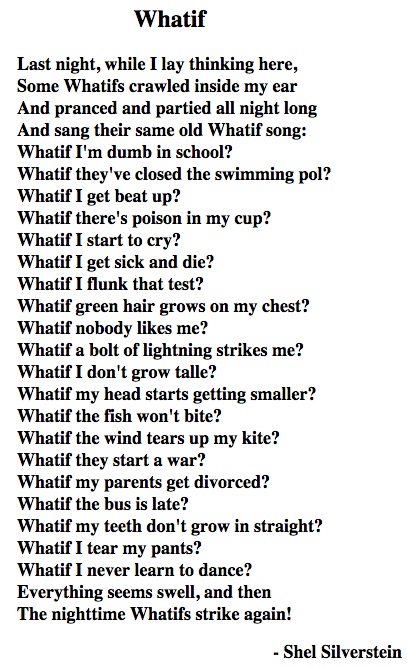 Whatif
Last night, while I lay thinking here,
Some Whatifs crawled inside my ear
And pranced and partied all night long
And sang their same old Whatif song:
Whatif I'm dumb in school?
Whatif they've closed the swimming pol?
Whatif I get beat up?
Whatif there's poison in my cup?
Whatif I start to cry?
Whatif I get sick and die?
Whatif I flunk that test?
Whatif green hair grows on my chest?
Whatif nobody likes me?
Whatif a bolt of lightning strikes me?
Whatif I don't grow talle?
Whatif my head starts getting smaller?
Whatif the fish won't bite?
Whatif the wind tears up my kite?
Whatif they start a war?
Whatif my parents get divorced?
Whatif the bus is late?
Whatif my teeth don't grow in straight?
Whatif I tear my pants?
Whatif I never learn to dance?
Everything seems swell, and then
The nighttime Whatifs strike again!
- Shel Silverstein